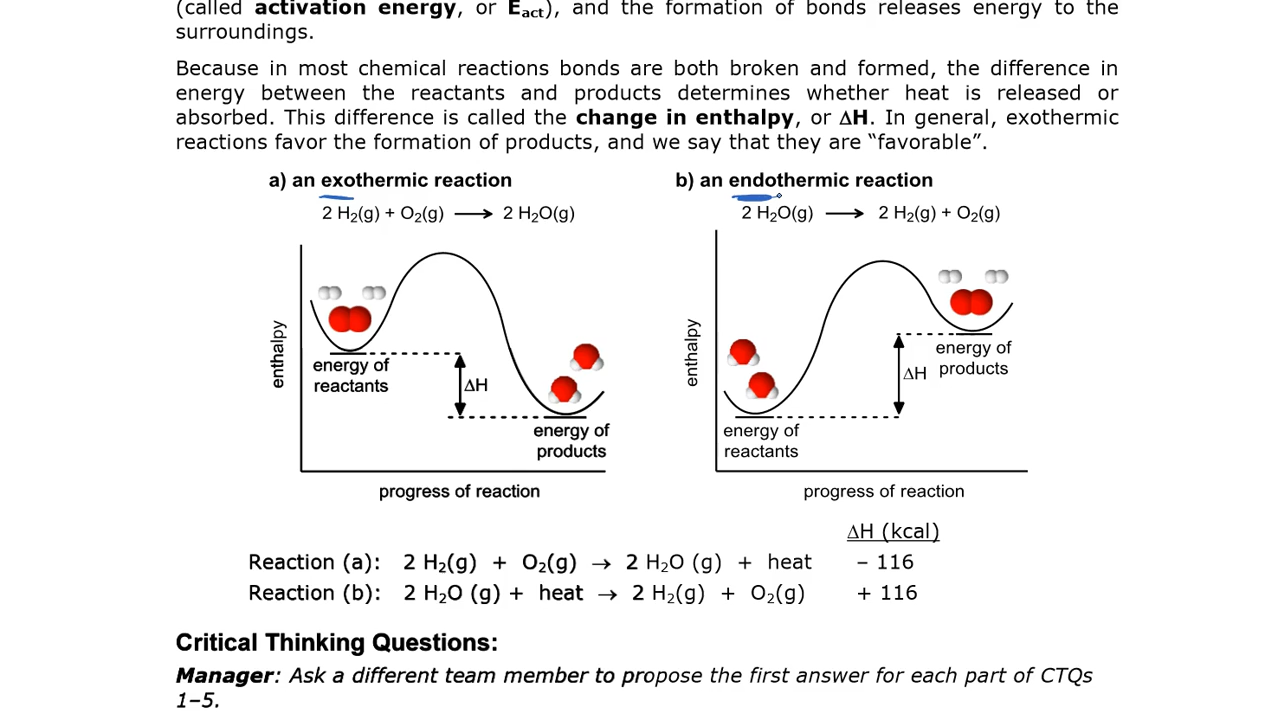 (called activation energy, or Eact), and the formation of bonds releases energy to the
surroundings.
Because in most chemical reactions bonds are both broken and formed, the difference in
energy between the reactants and products determines whether heat is released or
absorbed. This difference is called the change in enthalpy, or ΔH. In general, exothermic
reactions favor the formation of products, and we say that they are “favorable”.
a) an exothermic reaction
2 H₂(g) + O₂(g) ⟶ 2 H₂O(g)
enthalpy
energy of
reactants
ΔH
energy of
products
progress of reaction
b) an endothermic reaction
2 H₂O(g) ⟶ 2 H₂(g) + O₂(g)
enthalpy
energy of
products
ΔH
energy of
reactants
progress of reaction
ΔH (kcal)
Reaction (a): 2 H₂(g) + O₂(g) → 2 H₂O (g) + heat – 116
Reaction (b): 2 H₂O (g) + heat → 2 H₂(g) + O₂(g) + 116
Critical Thinking Questions:
Manager: Ask a different team member to propose the first answer for each part of CTQs
1–5.